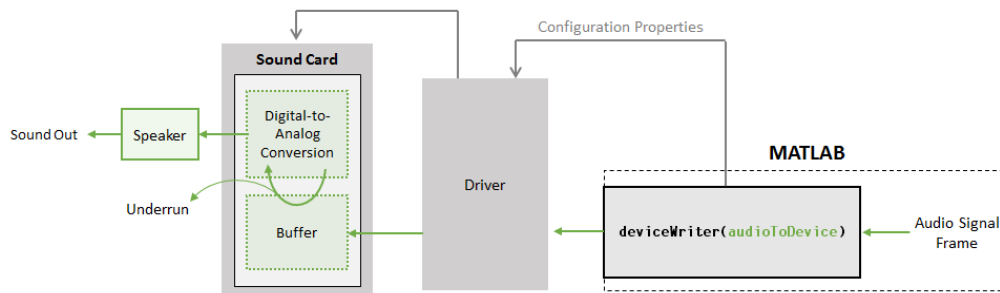 Configuration Properties
Sound Card
Digital-to-
Analog
Conversion
Sound Out
Speaker
Underrun
Buffer
Driver
MATLAB
deviceWriter(audioToDevice)
Audio Signal
Frame